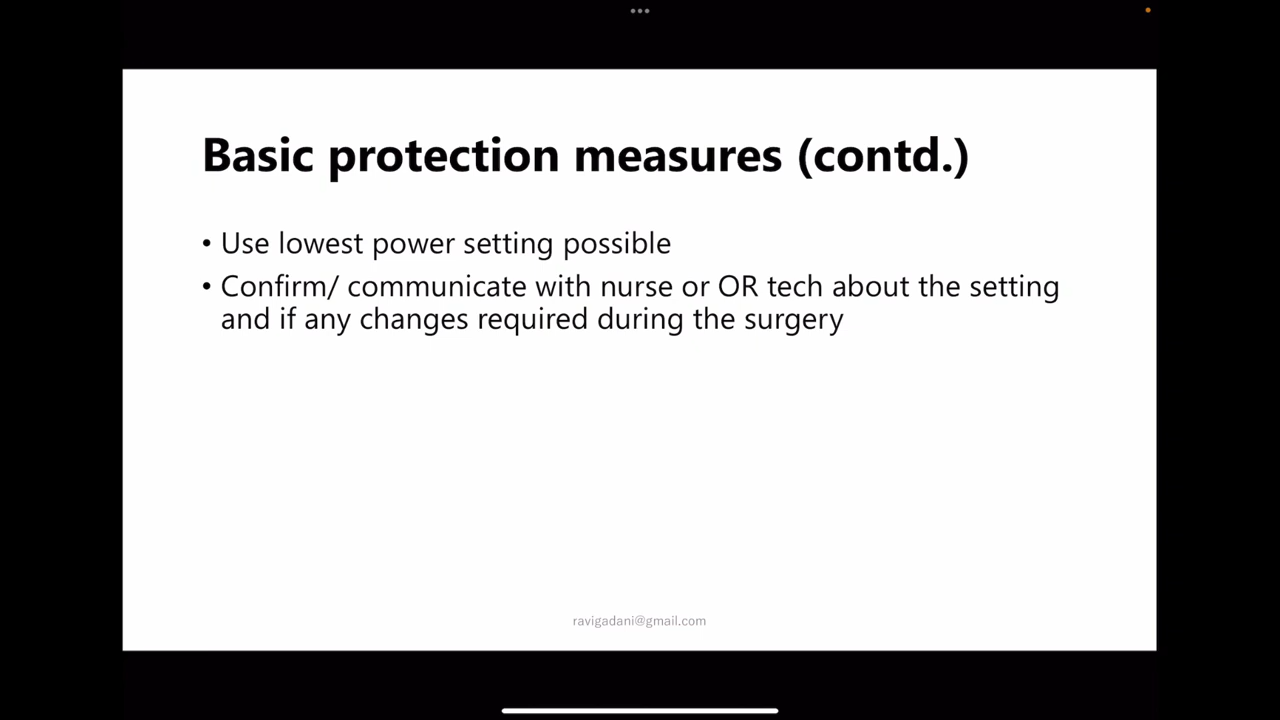 Basic protection measures (contd.)
• Use lowest power setting possible
• Confirm/ communicate with nurse or OR tech about the setting
and if any changes required during the surgery
ravigadani@gmail.com